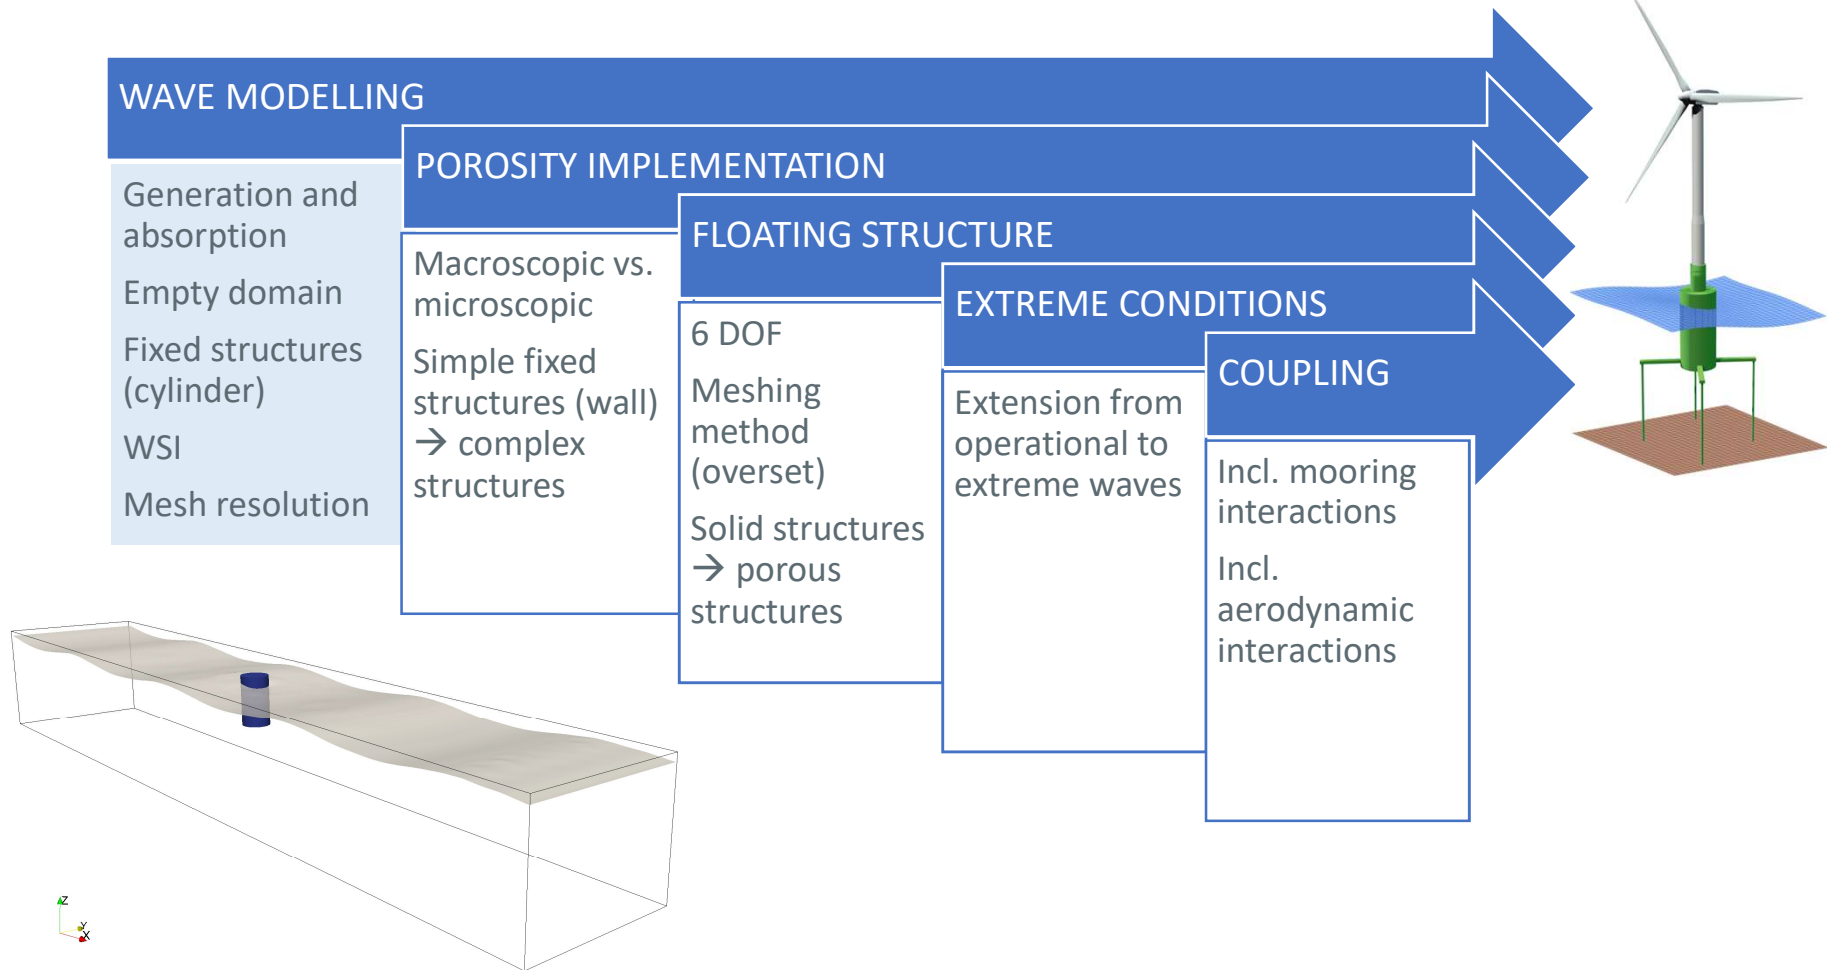 WAVE MODELLING
Generation and
absorption
Empty domain
Fixed structures
(cylinder)
WSI
Mesh resolution
POROSITY IMPLEMENTATION
Macroscopic vs.
microscopic
Simple fixed
structures (wall)
→ complex
structures
FLOATING STRUCTURE
6 DOF
Meshing
method
(overset)
Solid structures
→ porous
structures
EXTREME CONDITIONS
Extension from
operational to
extreme waves
COUPLING
Incl. mooring
interactions
Incl.
aerodynamic
interactions
Z
Y
X